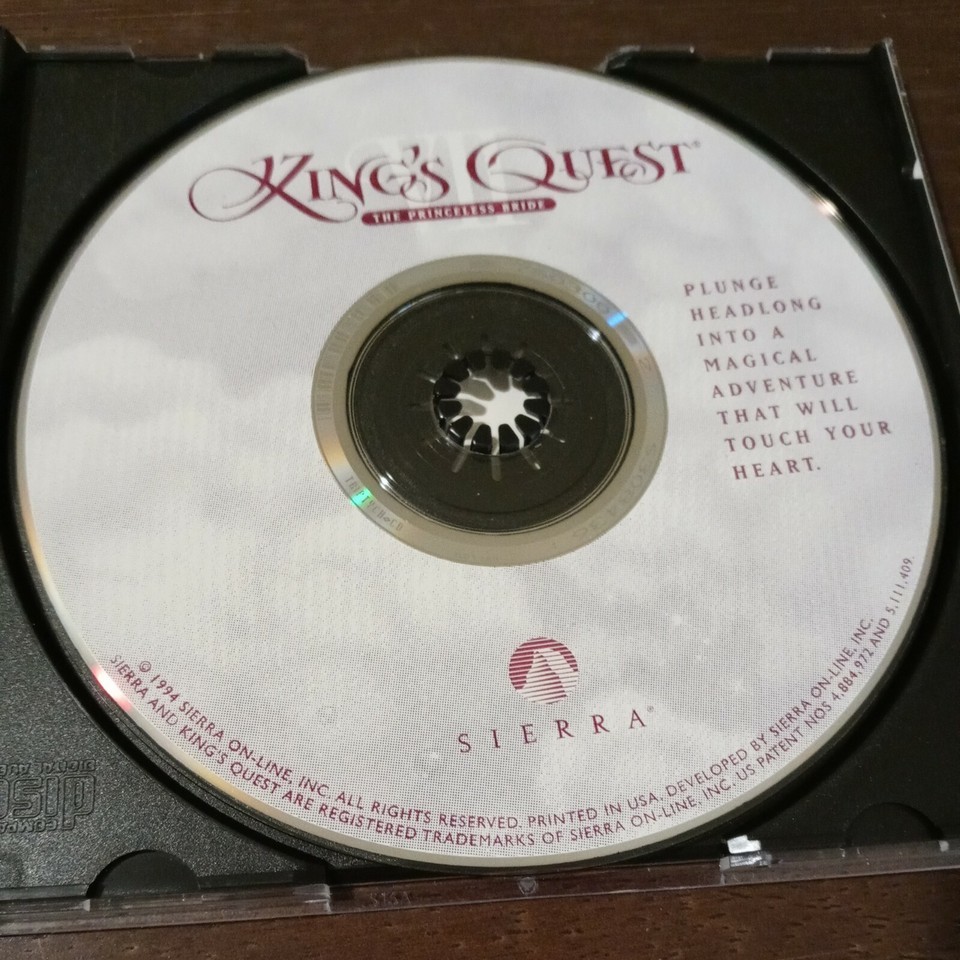 KING'S QUEST®
VII
THE PRINCELESS BRIDE
PLUNGE
HEADLONG
INTO A
MAGICAL
ADVENTURE
THAT WILL
TOUCH YOUR
HEART.
SIERRA®
© 1994 SIERRA ON-LINE, INC. ALL RIGHTS RESERVED. PRINTED IN USA. DEVELOPED BY SIERRA ON-LINE, INC.
SIERRA AND KING'S QUEST ARE REGISTERED TRADEMARKS OF SIERRA ON-LINE, INC. US PATENT NOS 4.884.972 AND 5.111.409.